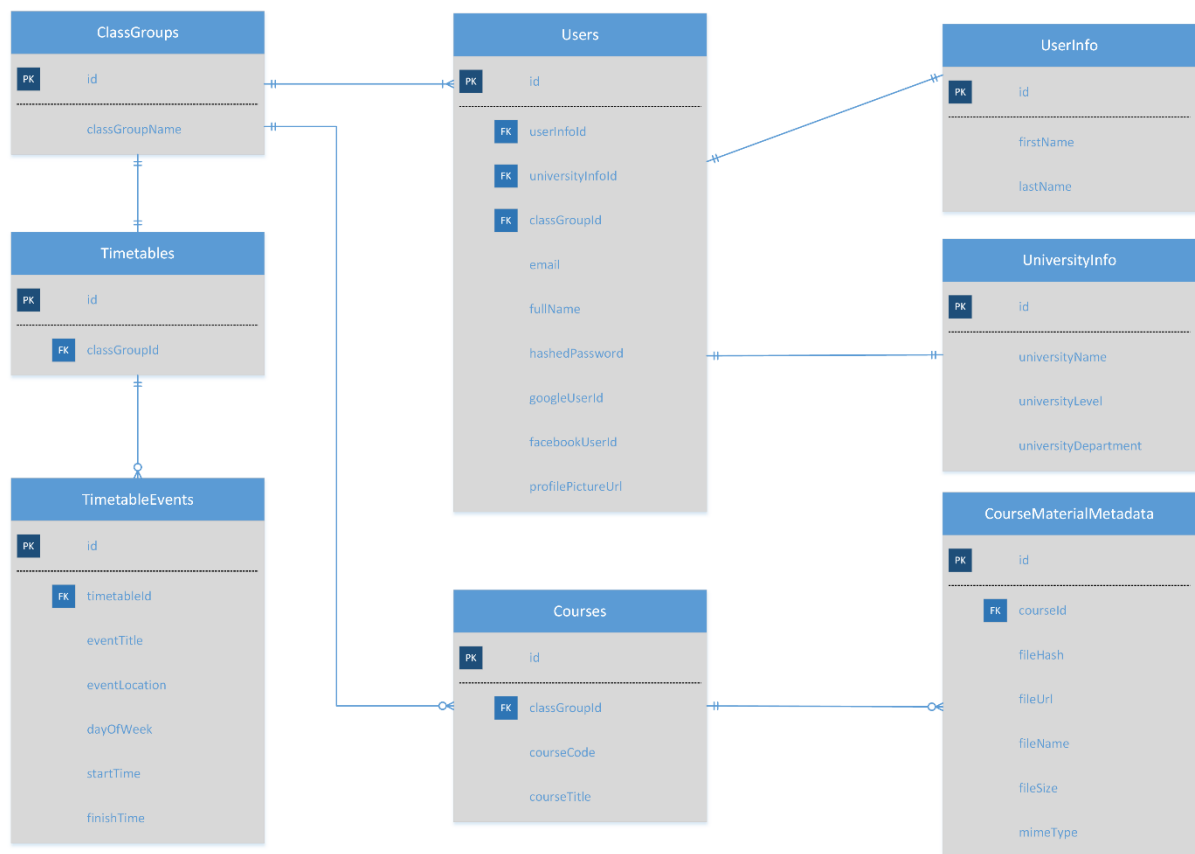 ClassGroups
PK id
classGroupName
Timetables
PK id
FK classGroupId
TimetableEvents
PK id
FK timetableId
eventTitle
eventLocation
dayOfWeek
startTime
finishTime
Users
PK id
FK userInfoId
FK universityInfoId
FK classGroupId
email
fullName
hashedPassword
googleUserId
facebookUserId
profilePictureUrl
Courses
PK id
FK classGroupId
courseCode
courseTitle
UserInfo
PK id
firstName
lastName
UniversityInfo
PK id
universityName
universityLevel
universityDepartment
CourseMaterialMetadata
PK id
FK courseId
fileHash
fileUrl
fileName
fileSize
mimeType